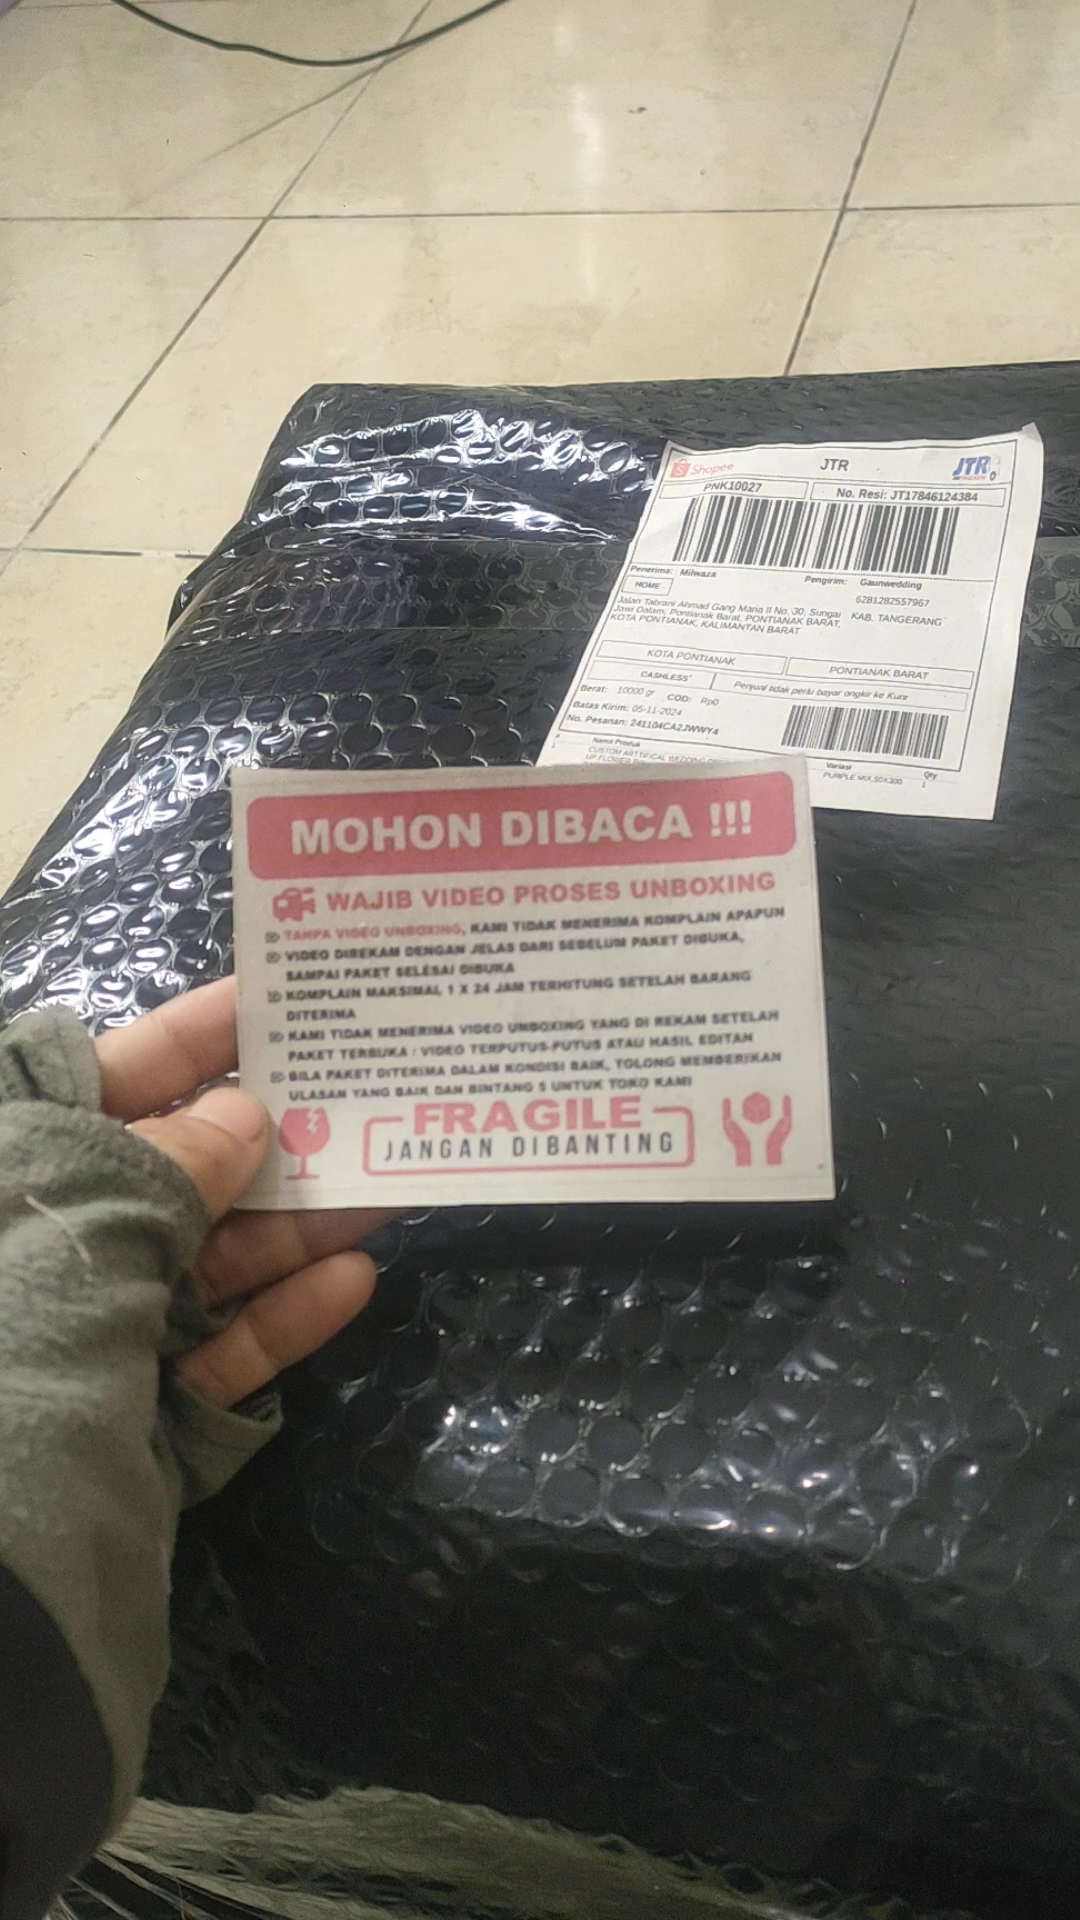 Shopee
JTR
JTR
PNK10027
No. Resi: JT17846124384
Penerima: Milwaza
Pengirim: Gaunwedding
HOME
6281282557967
Jalan Tabrani Ahmad Gang Maria II No. 30, Sungai
KAB. TANGERANG
Jawi Dalam, Pontianak Barat, PONTIANAK BARAT,
KOTA PONTIANAK, KALIMANTAN BARAT
KOTA PONTIANAK
PONTIANAK BARAT
CASHLESS
Penjual tidak perlu bayar ongkir ke Kurir
Berat: 10000 gr
COD: Rp0
Batas Kirim: 05-11-2024
No. Pesanan: 241104CA2JWWY4
# Nama Produk
Variasi
Qty
1
CUSTOM ARTIFICAL WEDDING
PURPLE MIX,50X300
1
UP FLOWER
MOHON DIBACA !!!
WAJIB VIDEO PROSES UNBOXING
TANPA VIDEO UNBOXING, KAMI TIDAK MENERIMA KOMPLAIN APAPUN
VIDEO DIREKAM DENGAN JELAS DARI SEBELUM PAKET DIBUKA,
SAMPAI PAKET SELESAI DIBUKA
KOMPLAIN MAKSIMAL 1 X 24 JAM TERHITUNG SETELAH BARANG
DITERIMA
KAMI TIDAK MENERIMA VIDEO UNBOXING YANG DI REKAM SETELAH
PAKET TERBUKA / VIDEO TERPUTUS-PUTUS ATAU HASIL EDITAN
BILA PAKET DITERIMA DALAM KONDISI BAIK, TOLONG MEMBERIKAN
ULASAN YANG BAIK DAN BINTANG 5 UNTUK TOKO KAMI
FRAGILE
JANGAN DIBANTING